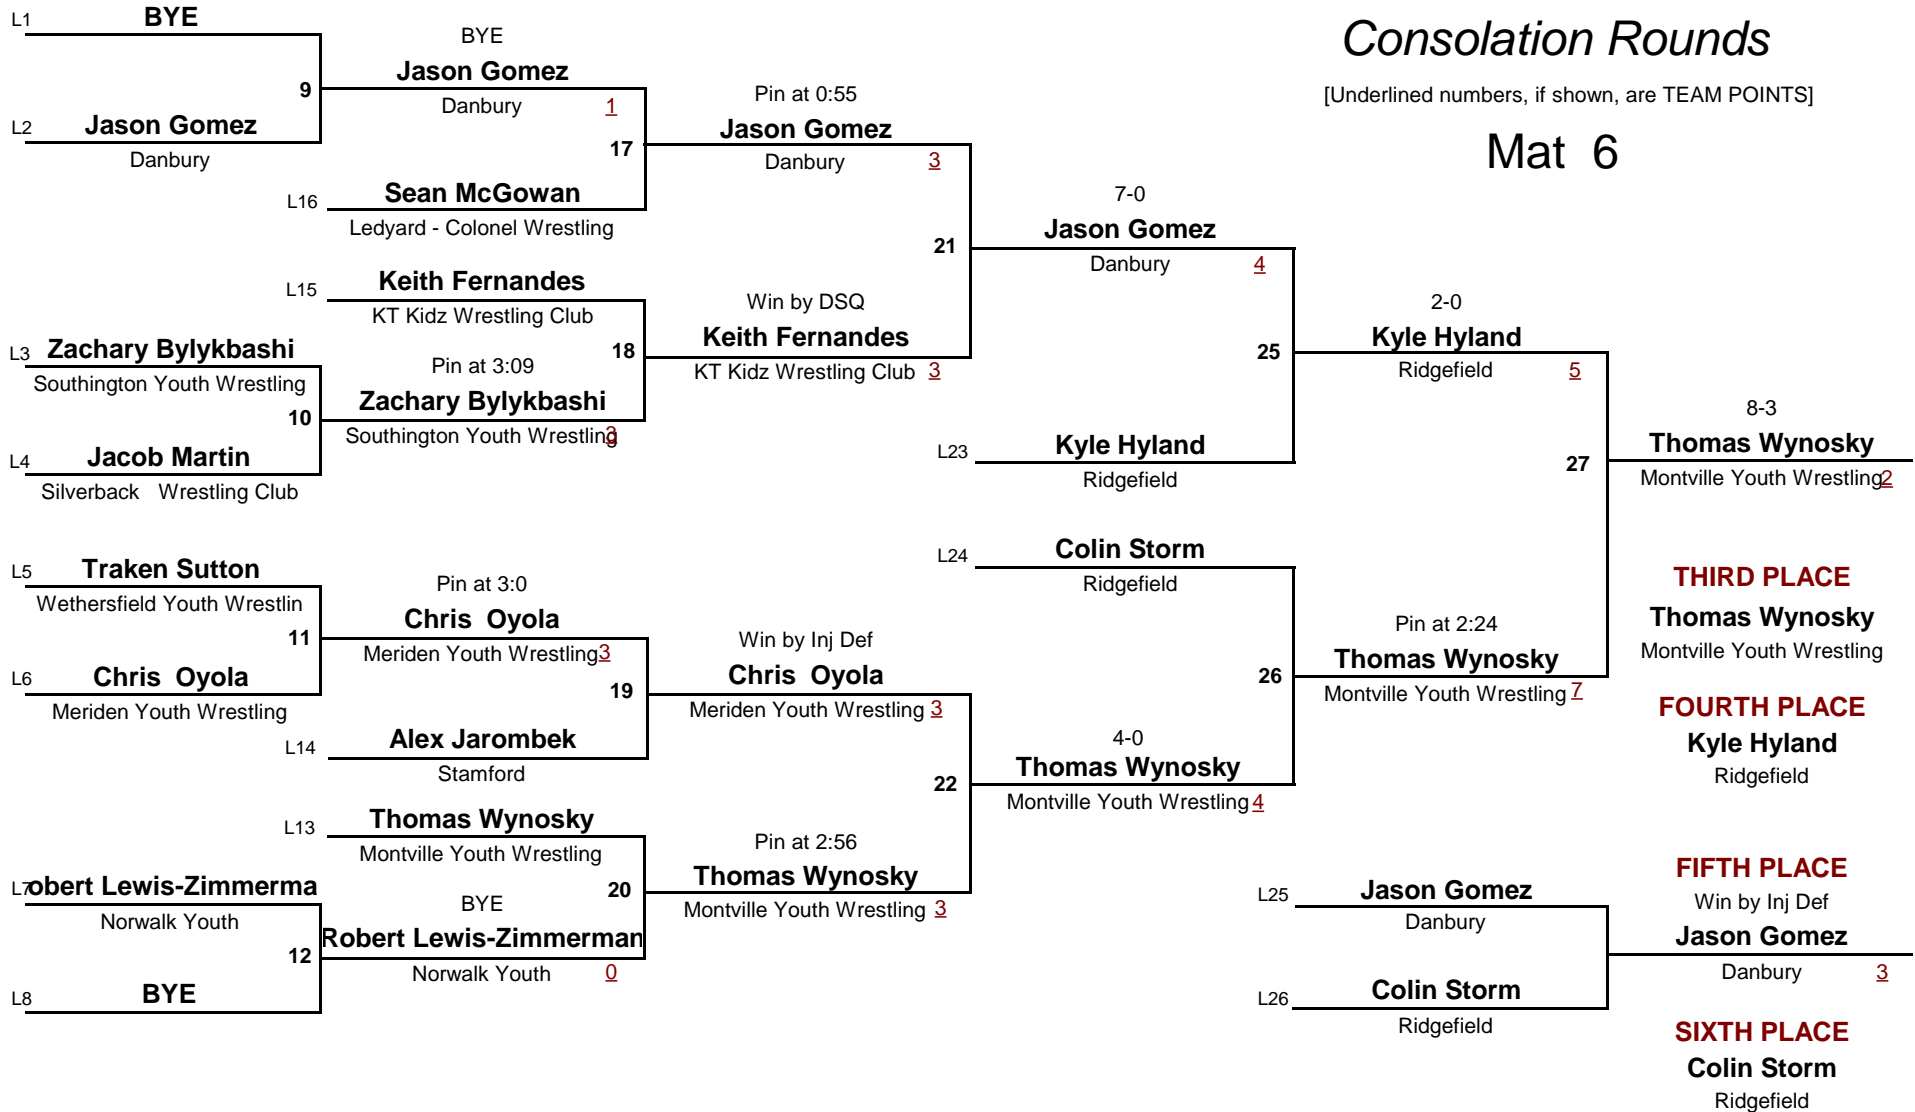 Consolation Rounds
[Underlined numbers, if shown, are TEAM POINTS]
Mat 6
L1 BYE
9
L2 Jason Gomez
Danbury
BYE
Jason Gomez
Danbury 1
17
L16 Sean McGowan
Ledyard - Colonel Wrestling
Pin at 0:55
Jason Gomez
Danbury 3
L15 Keith Fernandes
KT Kidz Wrestling Club
18
L3 Zachary Bylykbashi
Southington Youth Wrestling
10
L4 Jacob Martin
Silverback Wrestling Club
Pin at 3:09
Zachary Bylykbashi
Southington Youth Wrestling 3
Win by DSQ
Keith Fernandes
KT Kidz Wrestling Club 3
21
7-0
Jason Gomez
Danbury 4
25
L23 Kyle Hyland
Ridgefield
2-0
Kyle Hyland
Ridgefield 5
27
8-3
Thomas Wynosky
Montville Youth Wrestling 2
L5 Traken Sutton
Wethersfield Youth Wrestlin
11
L6 Chris Oyola
Meriden Youth Wrestling
Pin at 3:0
Chris Oyola
Meriden Youth Wrestling 3
19
L14 Alex Jarombek
Stamford
Win by Inj Def
Chris Oyola
Meriden Youth Wrestling 3
L13 Thomas Wynosky
Montville Youth Wrestling
20
L7 obert Lewis-Zimmerma
Norwalk Youth
12
L8 BYE
BYE
Robert Lewis-Zimmerman
Norwalk Youth 0
Pin at 2:56
Thomas Wynosky
Montville Youth Wrestling 3
22
4-0
Thomas Wynosky
Montville Youth Wrestling 4
L24 Colin Storm
Ridgefield
26
Pin at 2:24
Thomas Wynosky
Montville Youth Wrestling 7
THIRD PLACE
Thomas Wynosky
Montville Youth Wrestling
FOURTH PLACE
Kyle Hyland
Ridgefield
L25 Jason Gomez
Danbury
L26 Colin Storm
Ridgefield
FIFTH PLACE
Win by Inj Def
Jason Gomez
Danbury 3
SIXTH PLACE
Colin Storm
Ridgefield